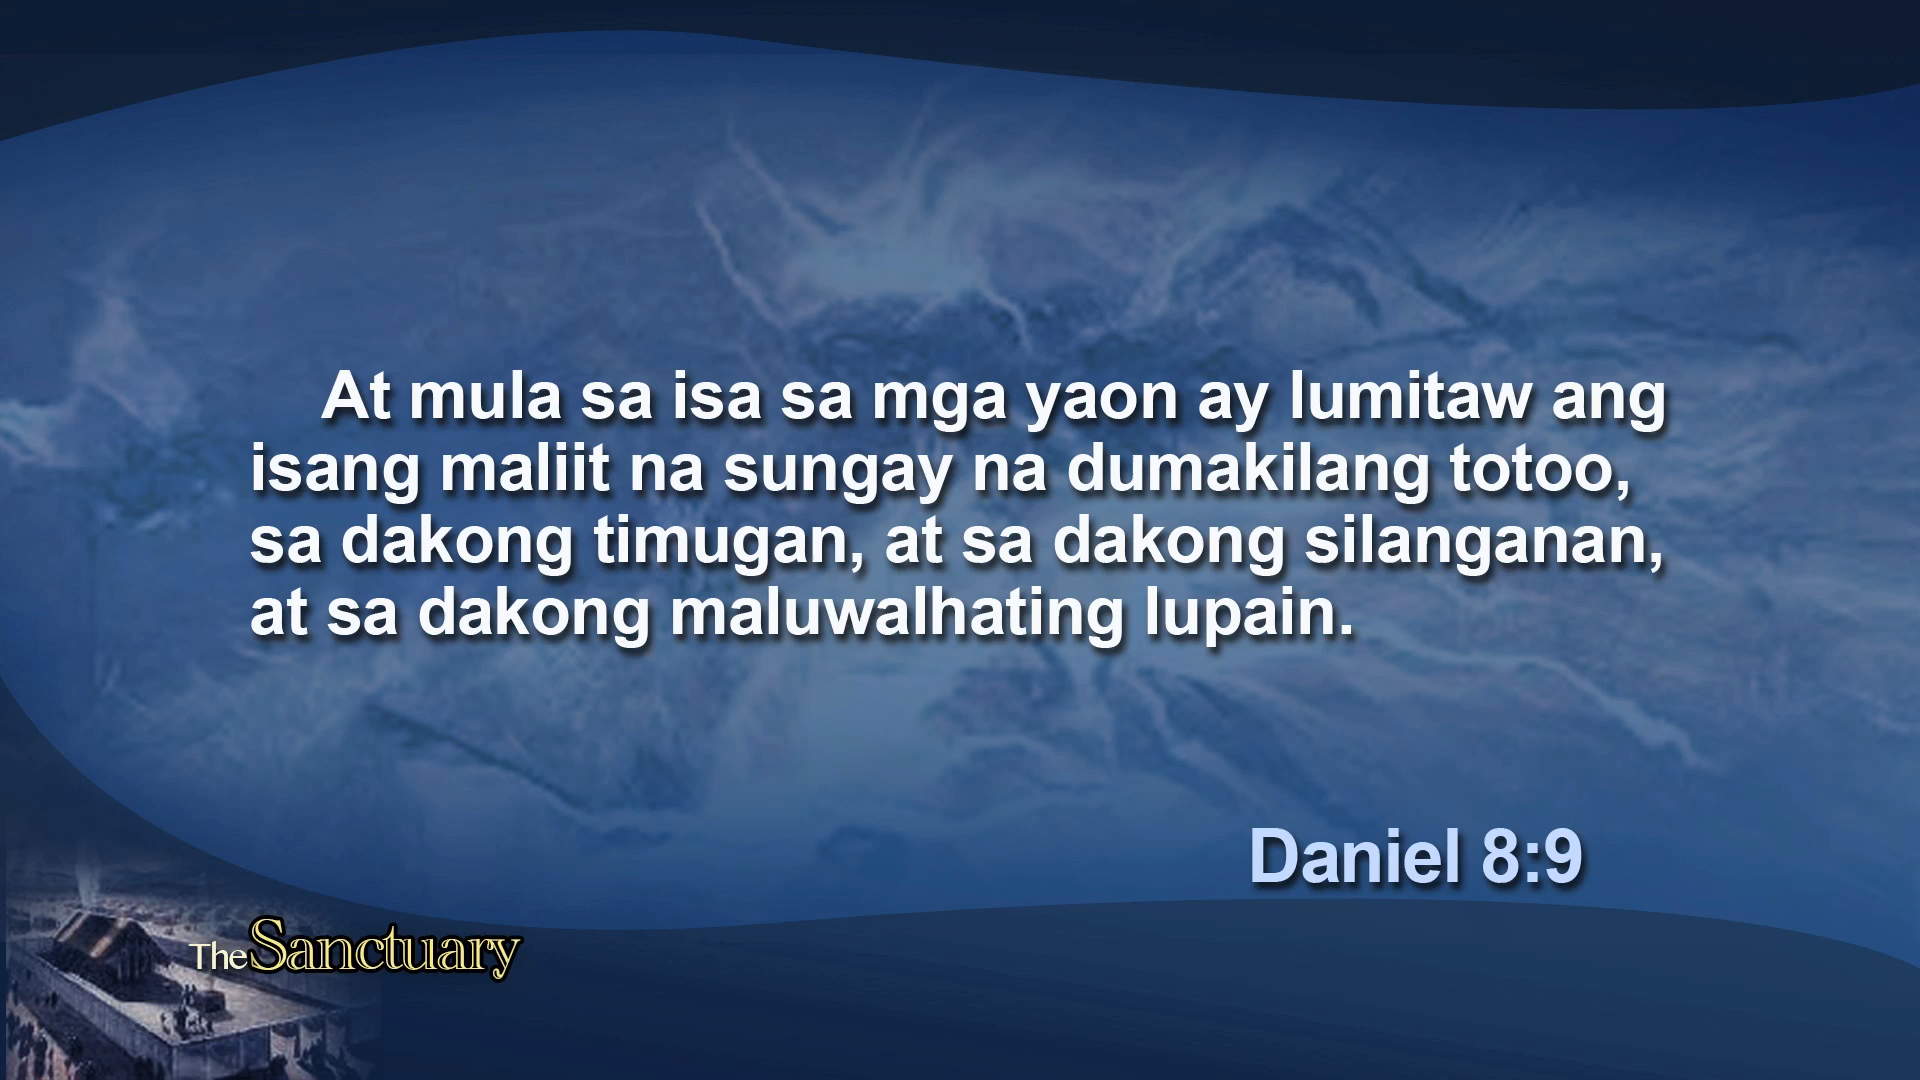 At mula sa isa sa mga yaon ay lumitaw ang
isang maliit na sungay na dumakilang totoo,
sa dakong timugan, at sa dakong silanganan,
at sa dakong maluwalhating lupain.
Daniel 8:9
The Sanctuary